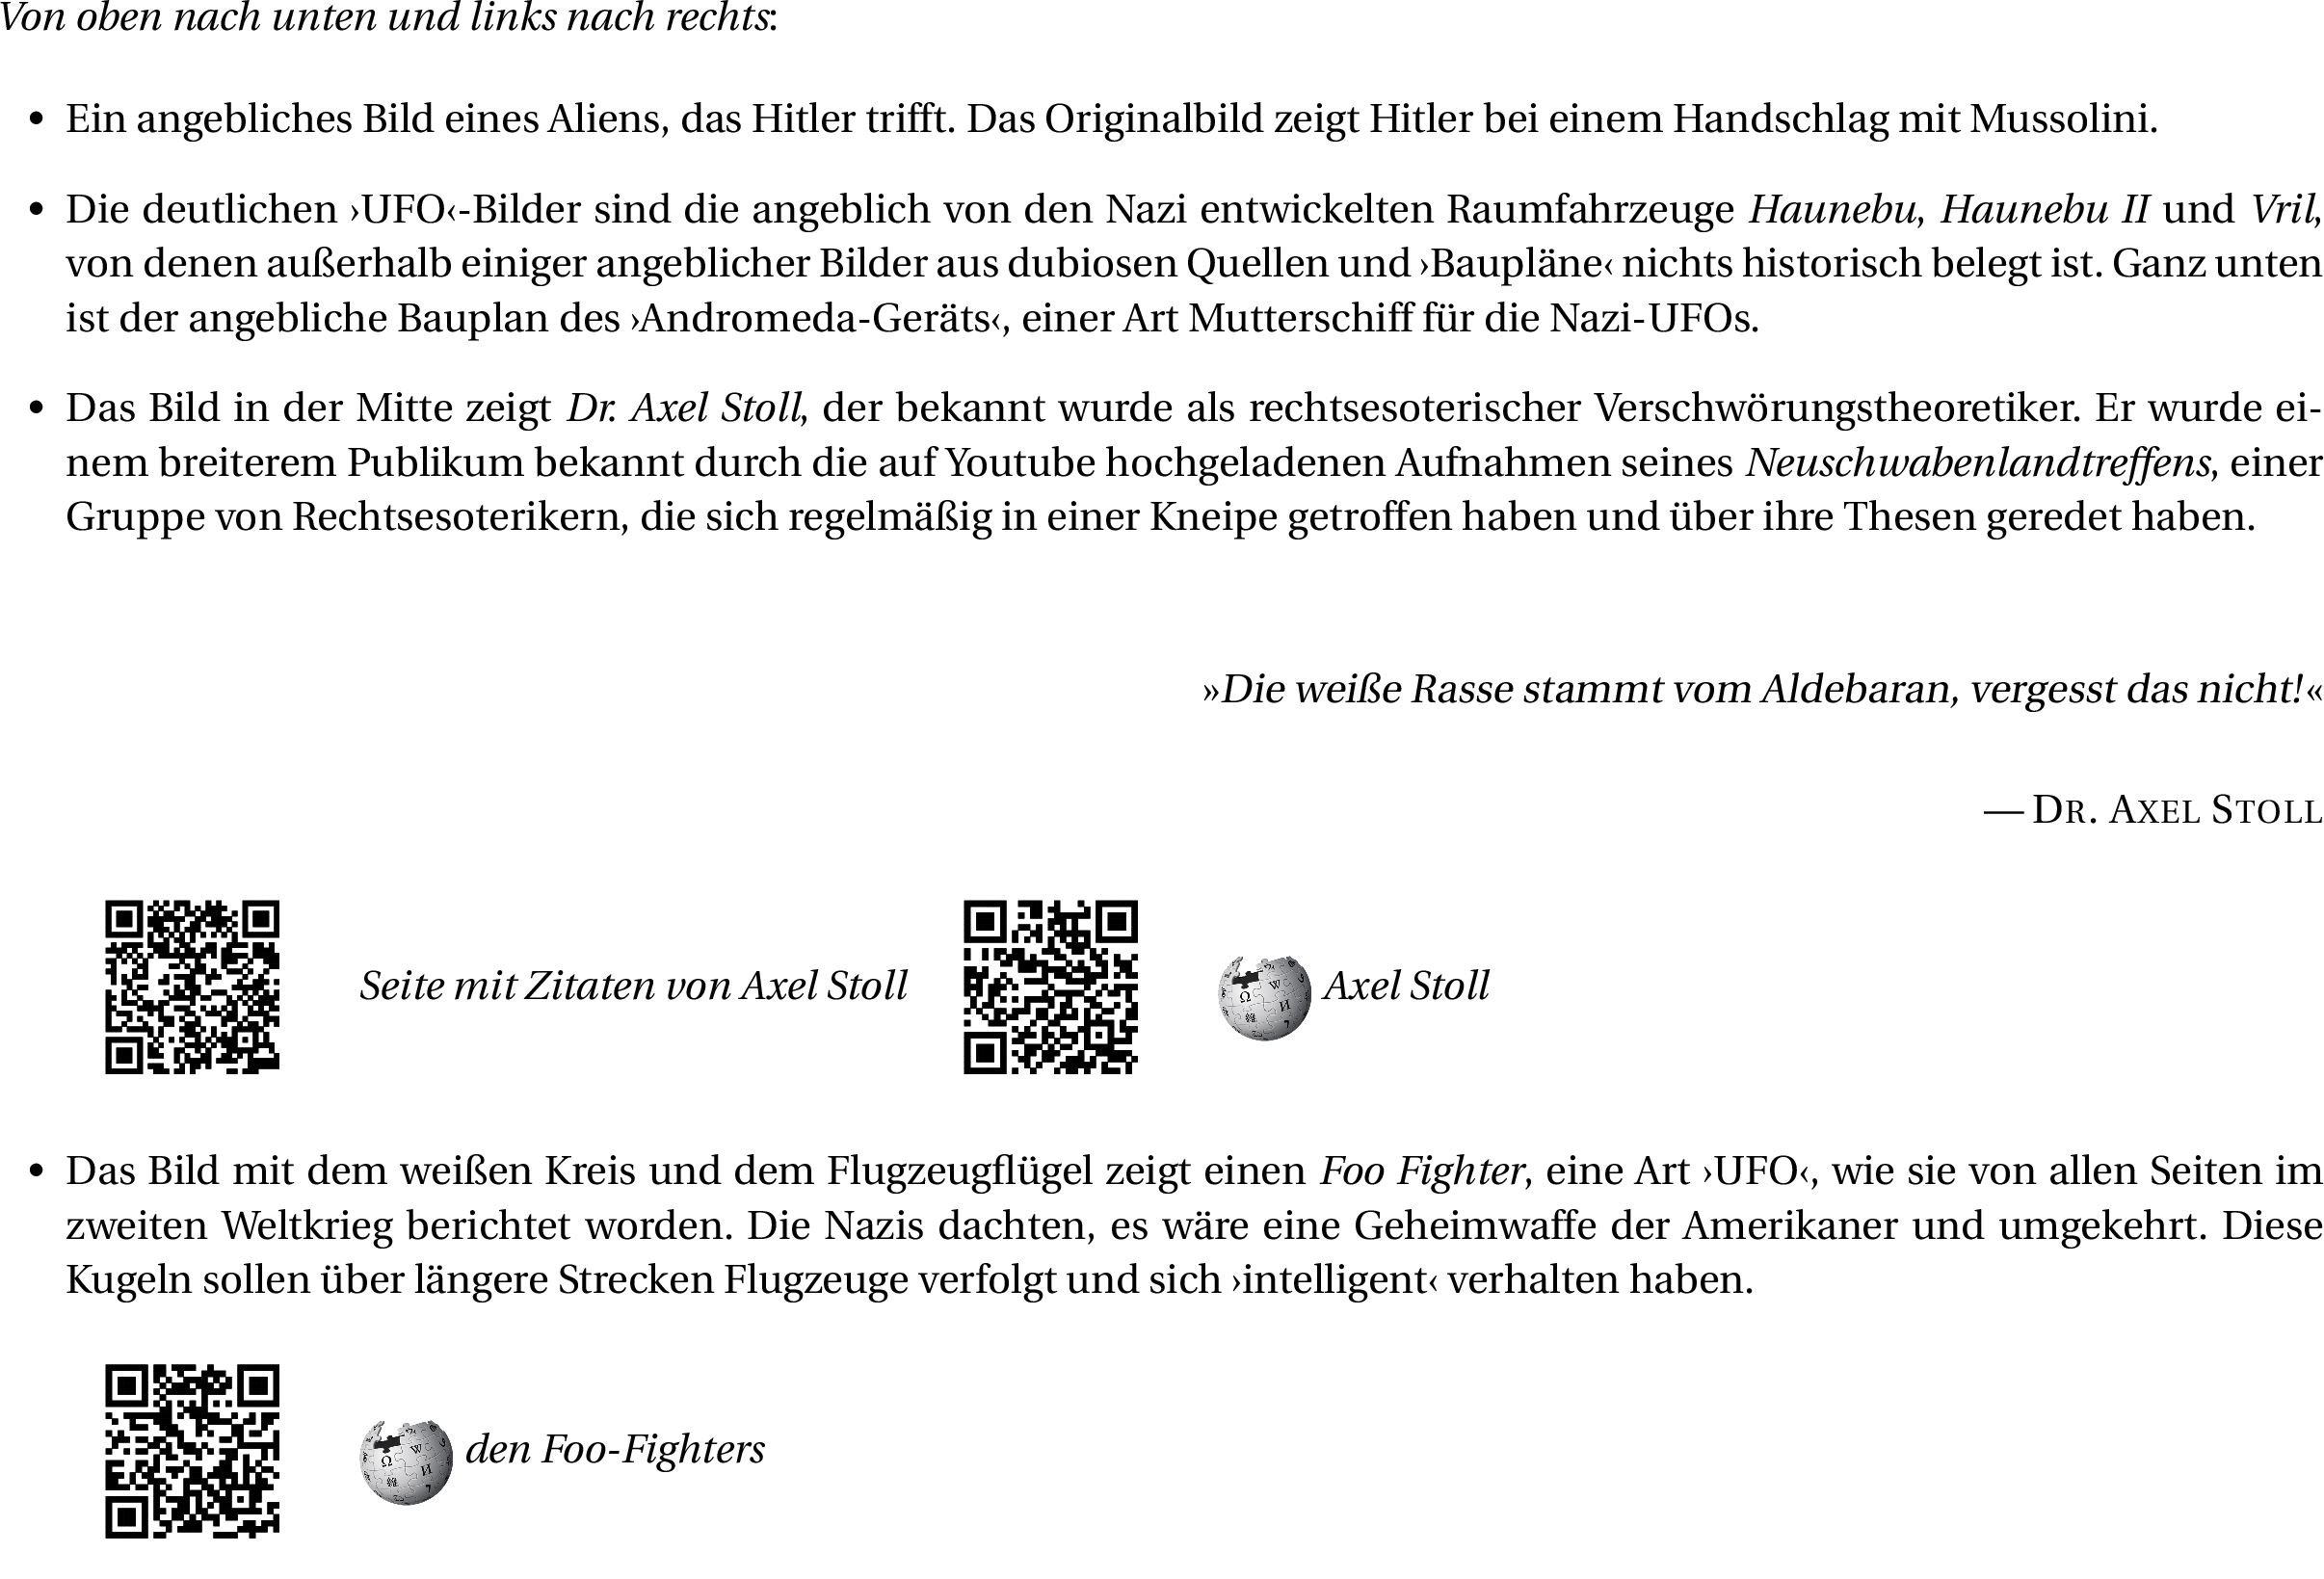 Von oben nach unten und links nach rechts:
• Ein angebliches Bild eines Aliens, das Hitler trifft. Das Originalbild zeigt Hitler bei einem Handschlag mit Mussolini.
• Die deutlichen ›UFO‹-Bilder sind die angeblich von den Nazi entwickelten Raumfahrzeuge Haunebu, Haunebu II und Vril,
von denen außerhalb einiger angeblicher Bilder aus dubiosen Quellen und ›Baupläne‹ nichts historisch belegt ist. Ganz unten
ist der angebliche Bauplan des ›Andromeda-Geräts‹, einer Art Mutterschiff für die Nazi-UFOs.
• Das Bild in der Mitte zeigt Dr. Axel Stoll, der bekannt wurde als rechtsesoterischer Verschwörungstheoretiker. Er wurde ei-
nem breiterem Publikum bekannt durch die auf Youtube hochgeladenen Aufnahmen seines Neuschwabenlandtreffens, einer
Gruppe von Rechtsesoterikern, die sich regelmäßig in einer Kneipe getroffen haben und über ihre Thesen geredet haben.
»Die weiße Rasse stammt vom Aldebaran, vergesst das nicht!«
— DR. AXEL STOLL
Seite mit Zitaten von Axel Stoll
Axel Stoll
• Das Bild mit dem weißen Kreis und dem Flugzeugflügel zeigt einen Foo Fighter, eine Art ›UFO‹, wie sie von allen Seiten im
zweiten Weltkrieg berichtet worden. Die Nazis dachten, es wäre eine Geheimwaffe der Amerikaner und umgekehrt. Diese
Kugeln sollen über längere Strecken Flugzeuge verfolgt und sich ›intelligent‹ verhalten haben.
den Foo-Fighters